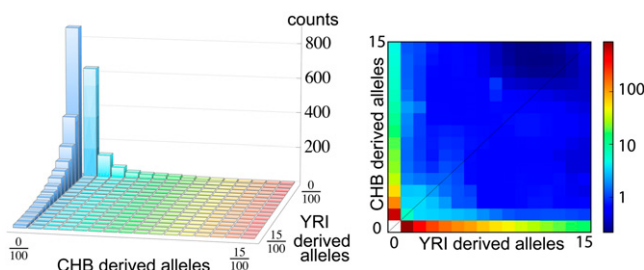 counts
800
600
400
200
0/100
YRI
derived
alleles
15/100
0/100
CHB derived alleles
15/100
15
CHB derived alleles
0
0
YRI derived alleles
15
100
10
1